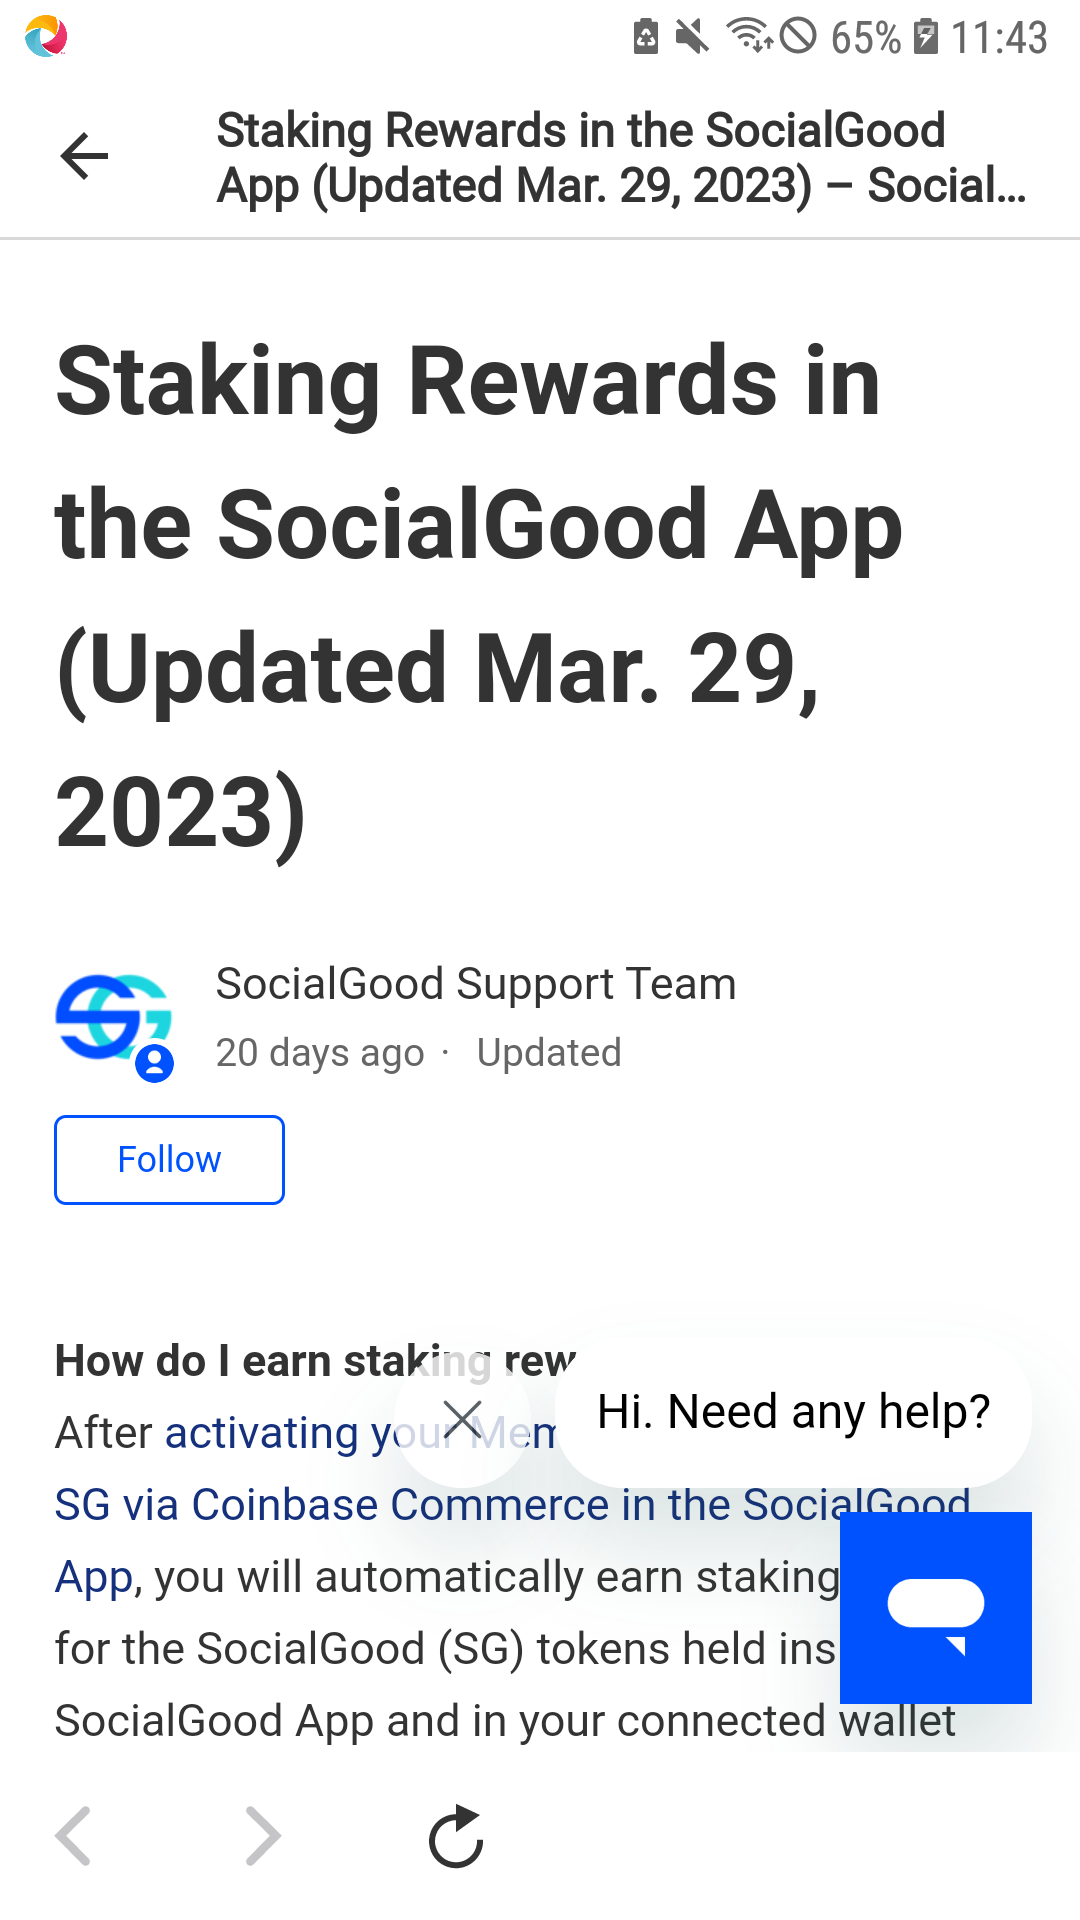 65% 11:43
Staking Rewards in the SocialGood
App (Updated Mar. 29, 2023) – Social...
Staking Rewards in
the SocialGood App
(Updated Mar. 29,
2023)
SocialGood Support Team
20 days ago · Updated
Follow
How do I earn staking rew
Hi. Need any help?
After activating your Mem
SG via Coinbase Commerce in the SocialGood
App, you will automatically earn staking
for the SocialGood (SG) tokens held ins
SocialGood App and in your connected wallet